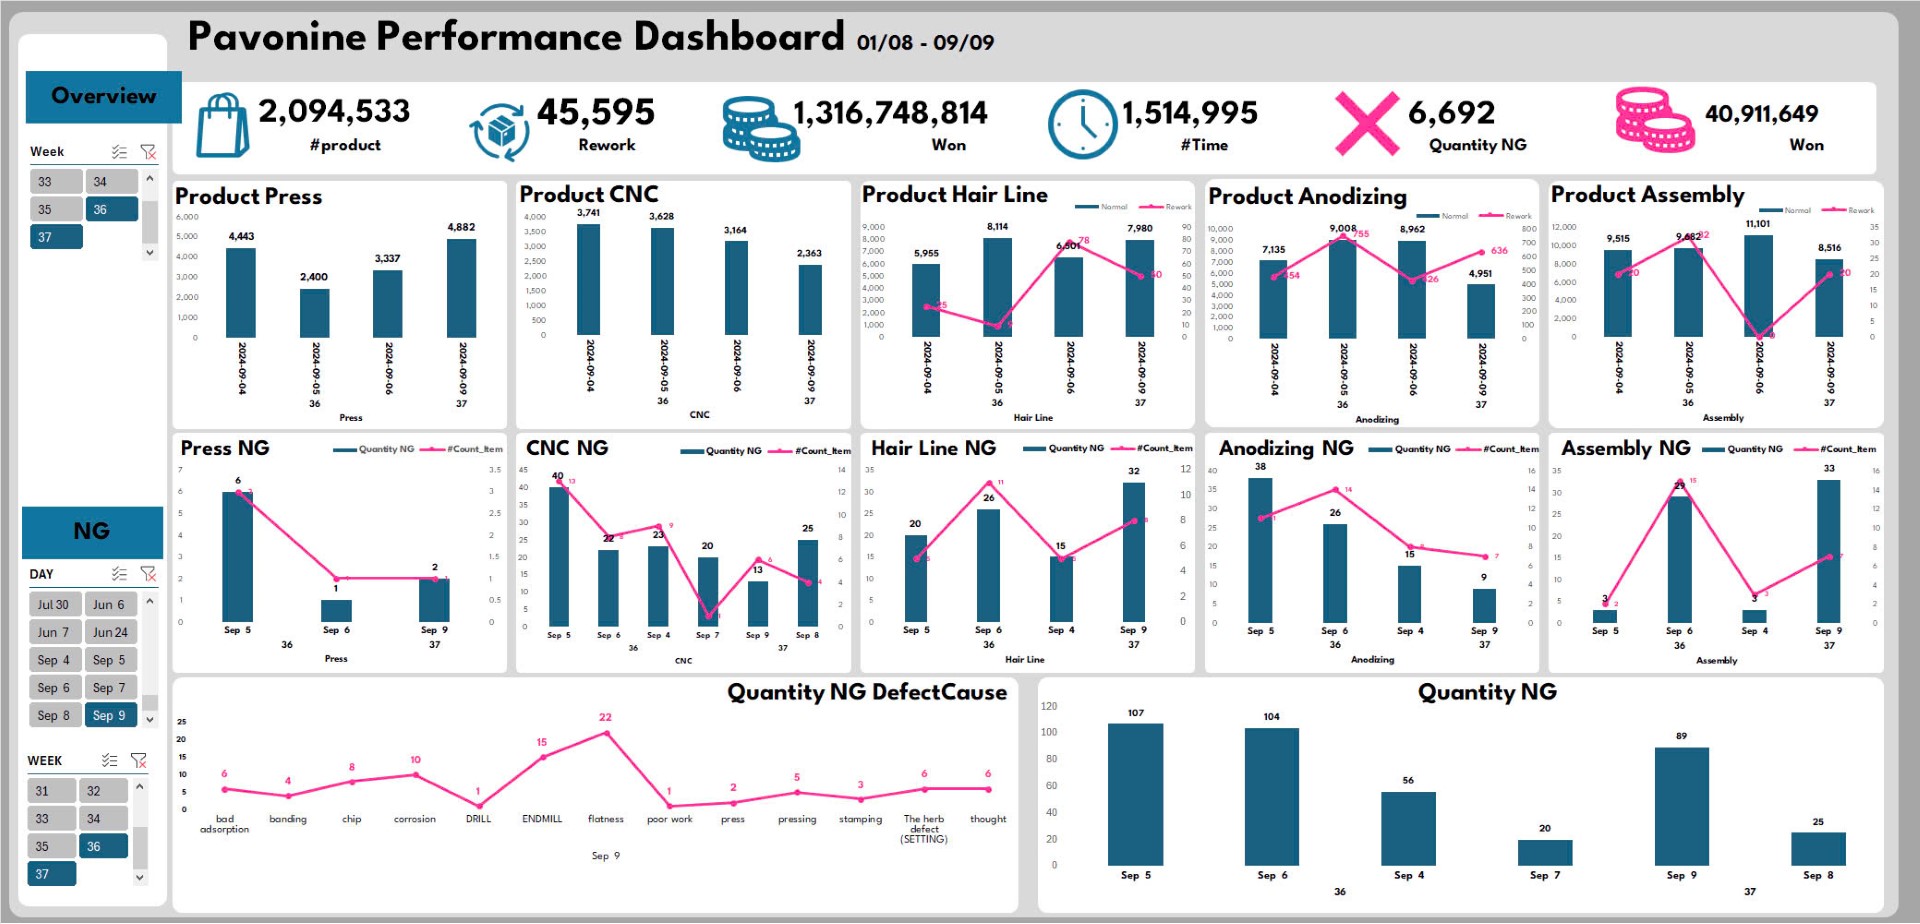 Pavonine Performance Dashboard 01/08 - 09/09
Overview
2,094,533
#product
45,595
Rework
1,316,748,814
Won
1,514,995
#Time
6,692
Quantity NG
40,911,649
Won
Week
33 34
35 36
37
Product Press
6,000
5,000
4,000
3,000
2,000
1,000
0
4,443 2,400 3,337 4,882
2024-09-04 2024-09-05 2024-09-06 2024-09-09
36 37
Press
Product CNC
4,000
3,500
3,000
2,500
2,000
1,500
1,000
500
0
3,741 3,628 3,164 2,363
2024-09-04 2024-09-05 2024-09-06 2024-09-09
36 37
CNC
Product Hair Line
Normal Rework
9,000
8,000
7,000
6,000
5,000
4,000
3,000
2,000
1,000
0
5,955 8,114 6,501 7,980
25 9 78 50
90
80
70
60
50
40
30
20
10
0
2024-09-04 2024-09-05 2024-09-06 2024-09-09
36 37
Hair Line
Product Anodizing
Normal Rework
10,000
9,000
8,000
7,000
6,000
5,000
4,000
3,000
2,000
1,000
0
7,135 9,008 8,962 4,951
755 636
800
700
600
500
400
300
200
100
0
2024-09-04 2024-09-05 2024-09-06 2024-09-09
36 37
Anodizing
Product Assembly
Normal Rework
12,000
10,000
8,000
6,000
4,000
2,000
0
9,515 9,682 11,101 8,516
20 32 0 20
35
30
25
20
15
10
5
0
2024-09-04 2024-09-05 2024-09-06 2024-09-09
36 37
Assembly
NG
DAY
Jul 30 Jun 6
Jun 7 Jun 24
Sep 4 Sep 5
Sep 6 Sep 7
Sep 8 Sep 9
WEEK
31 32
33 34
35 36
37
Press NG
Quantity NG #Count_Item
7
6
5
4
3
2
1
0
6 1 2
3 1 1
3.5
3
2.5
2
1.5
1
0.5
0
Sep 5 Sep 6 Sep 9
36 37
Press
CNC NG
Quantity NG #Count_Item
45
40
35
30
25
20
15
10
5
0
40 22 23 20 13 25
13 9 1 6 4
14
12
10
8
6
4
2
0
Sep 5 Sep 6 Sep 4 Sep 7 Sep 9 Sep 8
36 37
CNC
Hair Line NG
Quantity NG #Count_Item
35
30
25
20
15
10
5
0
20 26 15 32
5 11 5 8
12
10
8
6
4
2
0
Sep 5 Sep 6 Sep 4 Sep 9
36 37
Hair Line
Anodizing NG
Quantity NG #Count_Item
40
35
30
25
20
15
10
5
0
38 26 15 9
11 14 8 7
16
14
12
10
8
6
4
2
0
Sep 5 Sep 6 Sep 4 Sep 9
36 37
Anodizing
Assembly NG
Quantity NG #Count_Item
35
30
25
20
15
10
5
0
3 29 3 33
2 15 3 7
16
14
12
10
8
6
4
2
0
Sep 5 Sep 6 Sep 4 Sep 9
36 37
Assembly
Quantity NG DefectCause
25
20
15
10
5
0
6 4 8 10 1 15 22 1 2 5 3 6 6
bad adsorption banding chip corrosion DRILL ENDMILL flatness poor work press pressing stamping The herb defect (SETTING) thought
Sep 9
Quantity NG
120
100
80
60
40
20
0
107 104 56 20 89 25
Sep 5 Sep 6 Sep 4 Sep 7 Sep 9 Sep 8
36 37